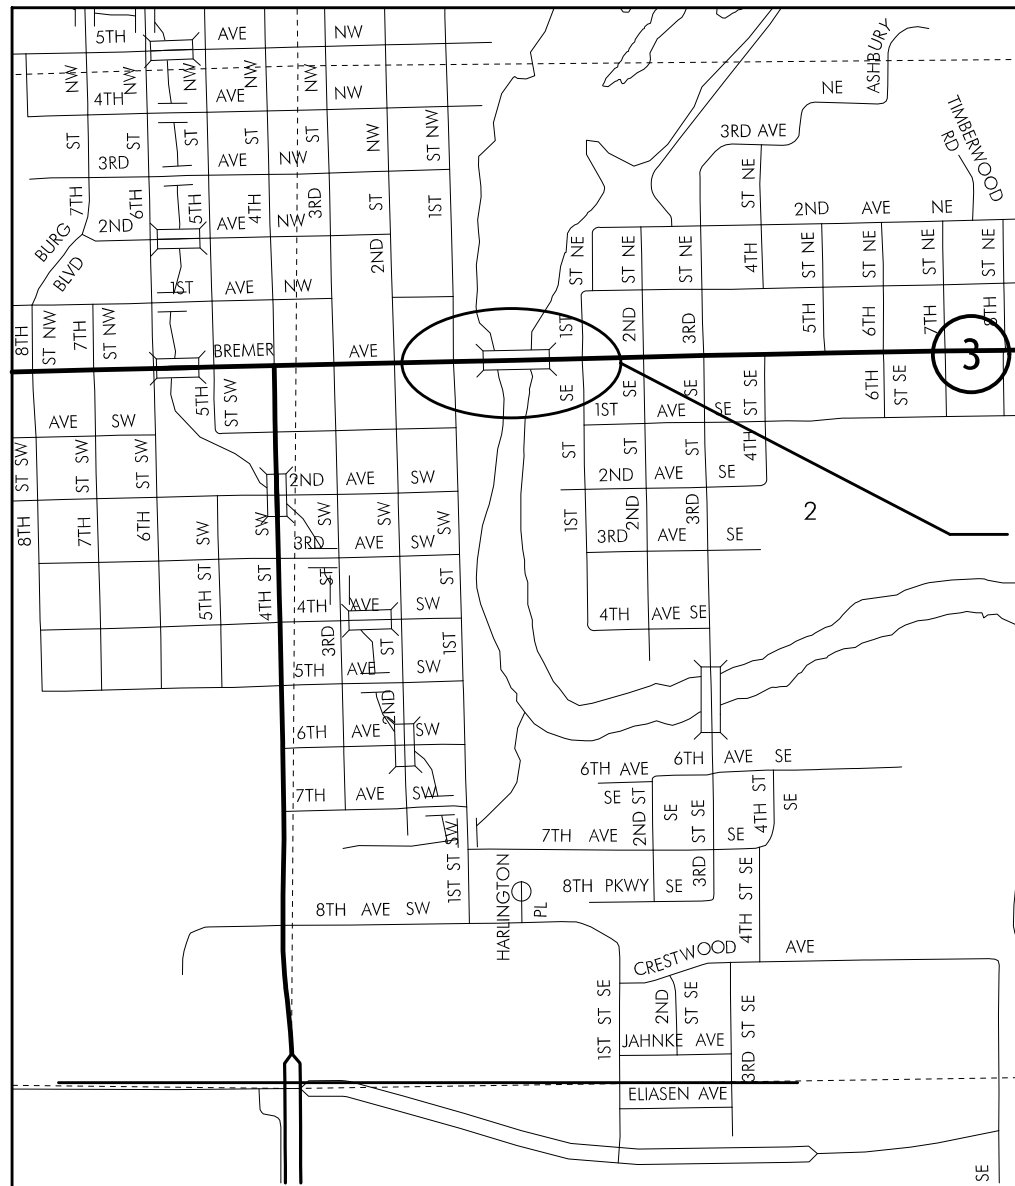 5TH AVE NW
NW NW NW NW NW
4TH AVE NW
ASHBURY
NE
TIMBERWOOD
RD
3RD AVE
ST ST ST ST NW ST NW
3RD AVE NW
ST NE
7TH 6TH 5TH 4TH 3RD ST 1ST
2ND AVE NW
2ND AVE NE
BURG
BLVD
2ND
ST NE ST NE ST NE 4TH ST NE ST NE ST NE ST NE
1ST AVE NW
8TH ST NW 7TH ST NW
1ST 2ND 3RD 5TH 6TH 7TH 8TH
BREMER AVE
3
5TH ST SW
SE SE SE ST SE 6TH ST SE
AVE SW
1ST AVE SE
ST SW ST SW ST SW
ST ST ST 4TH
2ND AVE SW
2ND AVE SE
8TH 7TH 6TH SW SW SW SW SW
1ST 2ND 3RD
2
3RD AVE SW
3RD AVE SE
5TH ST 4TH ST ST ST
4TH AVE SW
4TH AVE SE
3RD ST 1ST
5TH AVE SW
2ND
6TH AVE SW
6TH AVE SE
6TH AVE
7TH AVE SW
SE 2ND ST SE 3RD ST SE 4TH ST SE
7TH AVE SE
1ST ST SW
8TH PKWY SE
8TH AVE SW
HARLINGTON
PL
4TH ST SE
CRESTWOOD AVE
1ST ST SE
2ND ST SE
3RD ST SE
JAHNKE AVE
ELIASEN AVE
SE